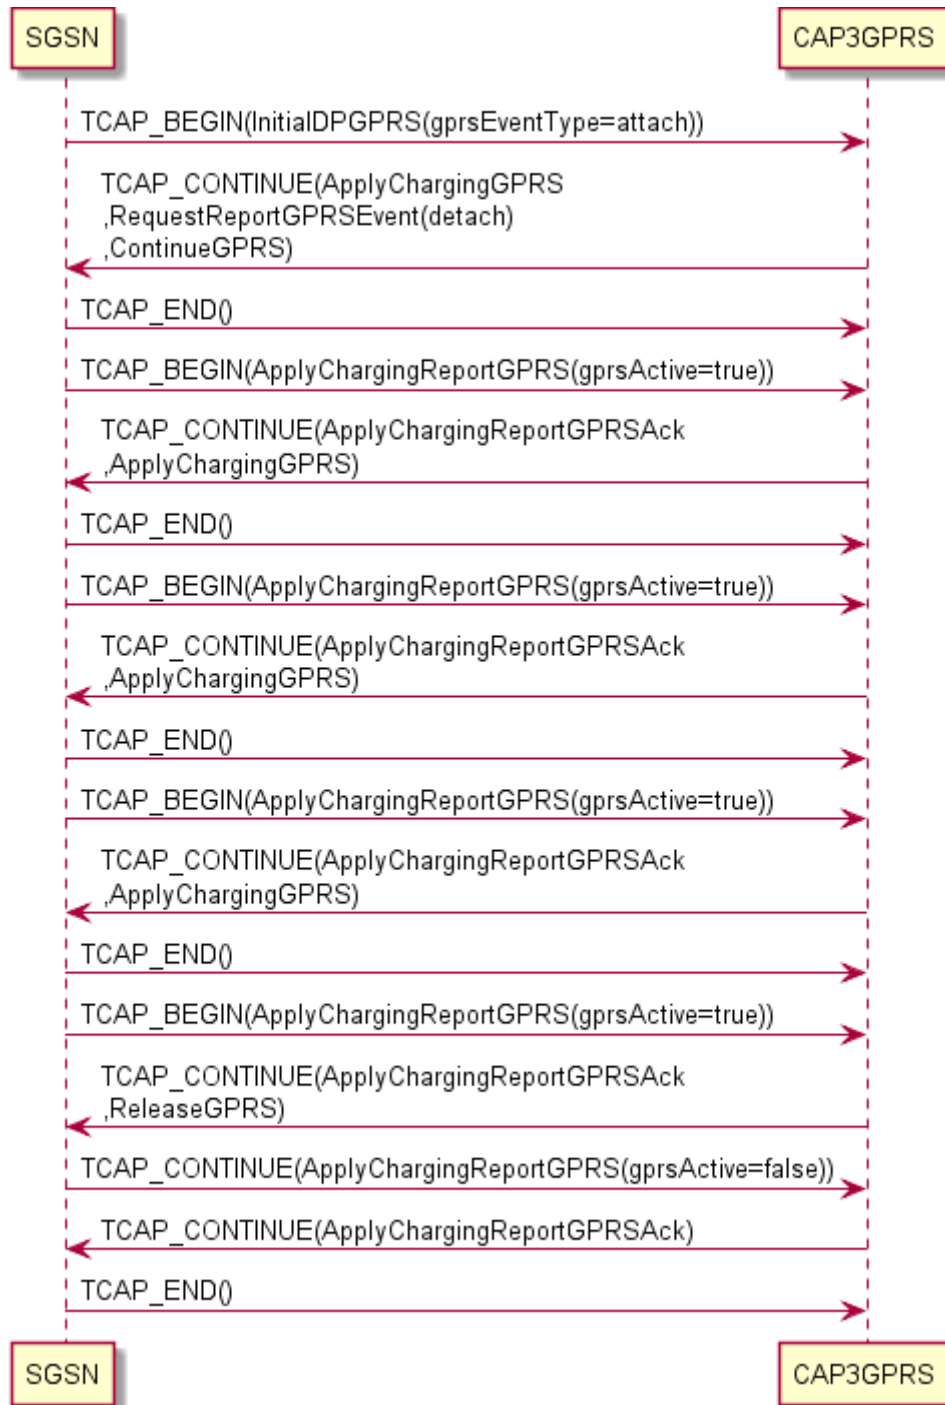 SGSN
CAP3GPRS
TCAP_BEGIN(InitialDPGPRS(gprsEventType=attach))
TCAP_CONTINUE(ApplyChargingGPRS
,RequestReportGPRSEvent(detach)
,ContinueGPRS)
TCAP_END()
TCAP_BEGIN(ApplyChargingReportGPRS(gprsActive=true))
TCAP_CONTINUE(ApplyChargingReportGPRSAck
,ApplyChargingGPRS)
TCAP_END()
TCAP_BEGIN(ApplyChargingReportGPRS(gprsActive=true))
TCAP_CONTINUE(ApplyChargingReportGPRSAck
,ApplyChargingGPRS)
TCAP_END()
TCAP_BEGIN(ApplyChargingReportGPRS(gprsActive=true))
TCAP_CONTINUE(ApplyChargingReportGPRSAck
,ApplyChargingGPRS)
TCAP_END()
TCAP_BEGIN(ApplyChargingReportGPRS(gprsActive=true))
TCAP_CONTINUE(ApplyChargingReportGPRSAck
,ReleaseGPRS)
TCAP_CONTINUE(ApplyChargingReportGPRS(gprsActive=false))
TCAP_CONTINUE(ApplyChargingReportGPRSAck)
TCAP_END()
SGSN
CAP3GPRS